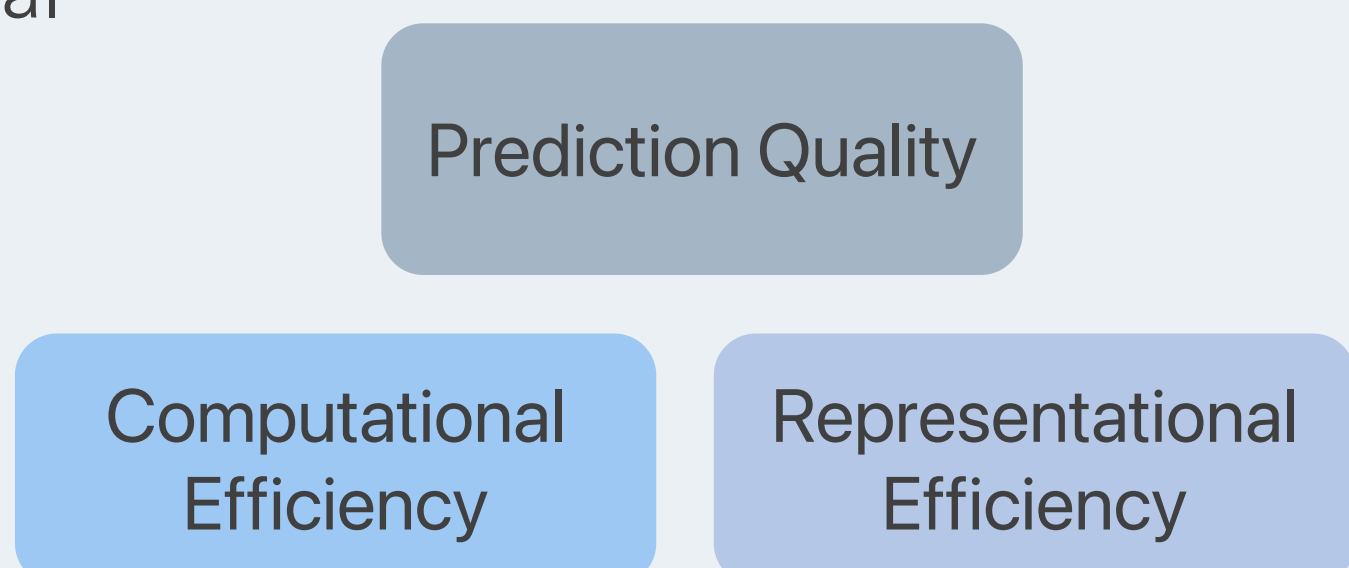 Prediction Quality
Computational
Efficiency
Representational
Efficiency